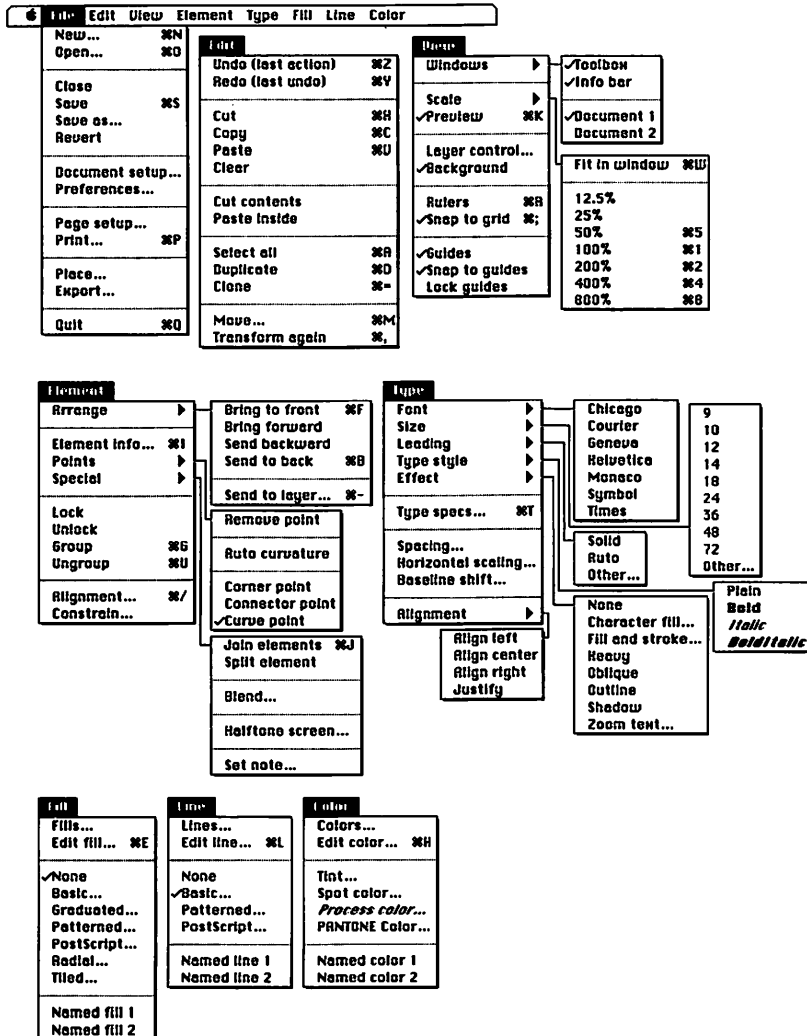 File Edit View Element Type Fill Line Color
File
New... ⌘N
Open... ⌘O
Close
Save ⌘S
Save as...
Revert
Document setup...
Preferences...
Page setup...
Print... ⌘P
Place...
Export...
Quit ⌘Q
Edit
Undo (last action) ⌘Z
Redo (last undo) ⌘Y
Cut ⌘X
Copy ⌘C
Paste ⌘V
Clear
Cut contents
Paste inside
Select all ⌘A
Duplicate ⌘D
Clone ⌘=
Move... ⌘M
Transform again ⌘,
View
Windows
Scale
✓Preview ⌘K
Layer control...
✓Background
Rulers ⌘R
✓Snap to grid ⌘;
✓Guides
✓Snap to guides
Lock guides
✓Toolbox
✓Info bar
✓Document 1
Document 2
Fit in window ⌘W
12.5%
25%
50% ⌘5
100% ⌘1
200% ⌘2
400% ⌘4
800% ⌘8
Element
Arrange
Element info... ⌘I
Points
Special
Lock
Unlock
Group ⌘G
Ungroup ⌘U
Alignment... ⌘/
Constrain...
Bring to front ⌘F
Bring forward
Send backward
Send to back ⌘B
Send to layer... ⌘-
Remove point
Auto curvature
Corner point
Connector point
✓Curve point
Join elements ⌘J
Split element
Blend...
Halftone screen...
Set note...
Type
Font
Size
Leading
Type style
Effect
Type specs... ⌘T
Spacing...
Horizontal scaling...
Baseline shift...
Alignment
Chicago
Courier
Geneva
Helvetica
Monaco
Symbol
Times
9
10
12
14
18
24
36
48
72
Other...
Solid
Auto
Other...
Plain
Bold
Italic
BoldItalic
None
Character fill...
Fill and stroke...
Heavy
Oblique
Outline
Shadow
Zoom text...
Align left
Align center
Align right
Justify
Fill
Fills...
Edit fill... ⌘E
✓None
Basic...
Graduated...
Patterned...
PostScript...
Radial...
Tiled...
Named fill 1
Named fill 2
Line
Lines...
Edit line... ⌘L
None
✓Basic...
Patterned...
PostScript...
Named line 1
Named line 2
Color
Colors...
Edit color... ⌘H
Tint...
Spot color...
Process color...
PANTONE Color...
Named color 1
Named color 2